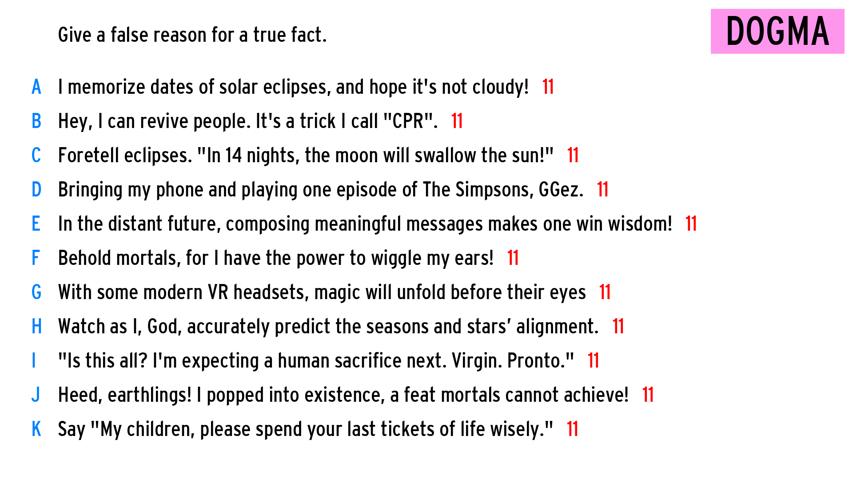 Give a false reason for a true fact.
DOGMA
A I memorize dates of solar eclipses, and hope it's not cloudy! 11
B Hey, I can revive people. It's a trick I call "CPR". 11
C Foretell eclipses. "In 14 nights, the moon will swallow the sun!" 11
D Bringing my phone and playing one episode of The Simpsons, GGez. 11
E In the distant future, composing meaningful messages makes one win wisdom! 11
F Behold mortals, for I have the power to wiggle my ears! 11
G With some modern VR headsets, magic will unfold before their eyes 11
H Watch as I, God, accurately predict the seasons and stars’ alignment. 11
I "Is this all? I'm expecting a human sacrifice next. Virgin. Pronto." 11
J Heed, earthlings! I popped into existence, a feat mortals cannot achieve! 11
K Say "My children, please spend your last tickets of life wisely." 11